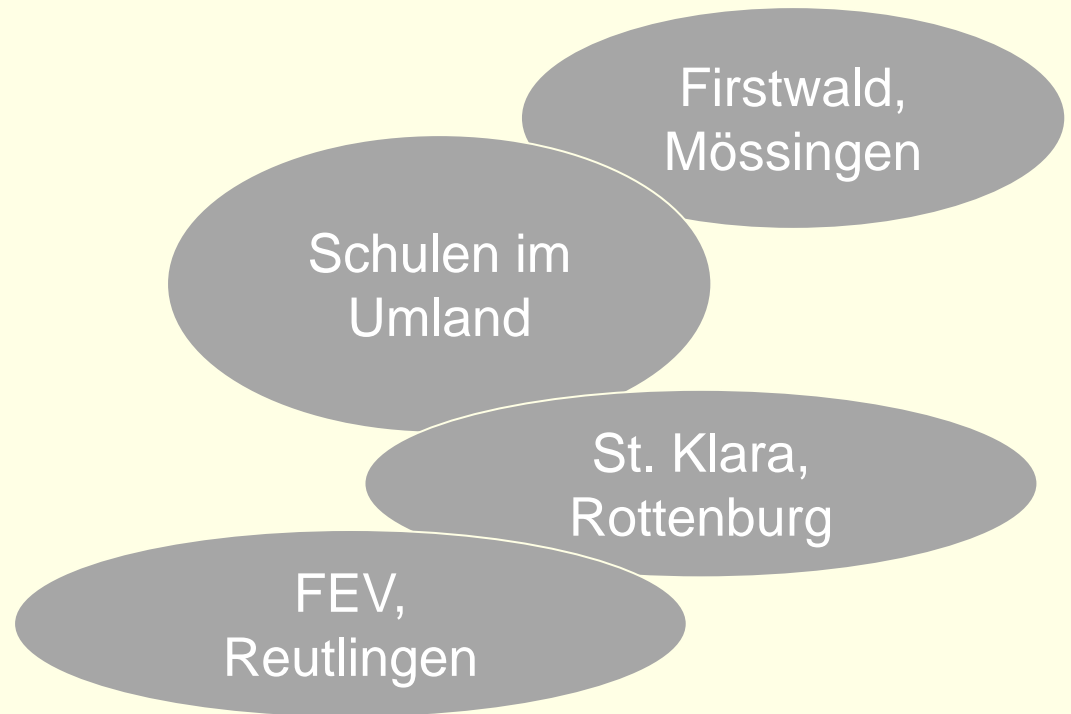 Firstwald,
Mössingen
Schulen im
Umland
St. Klara,
Rottenburg
FEV,
Reutlingen